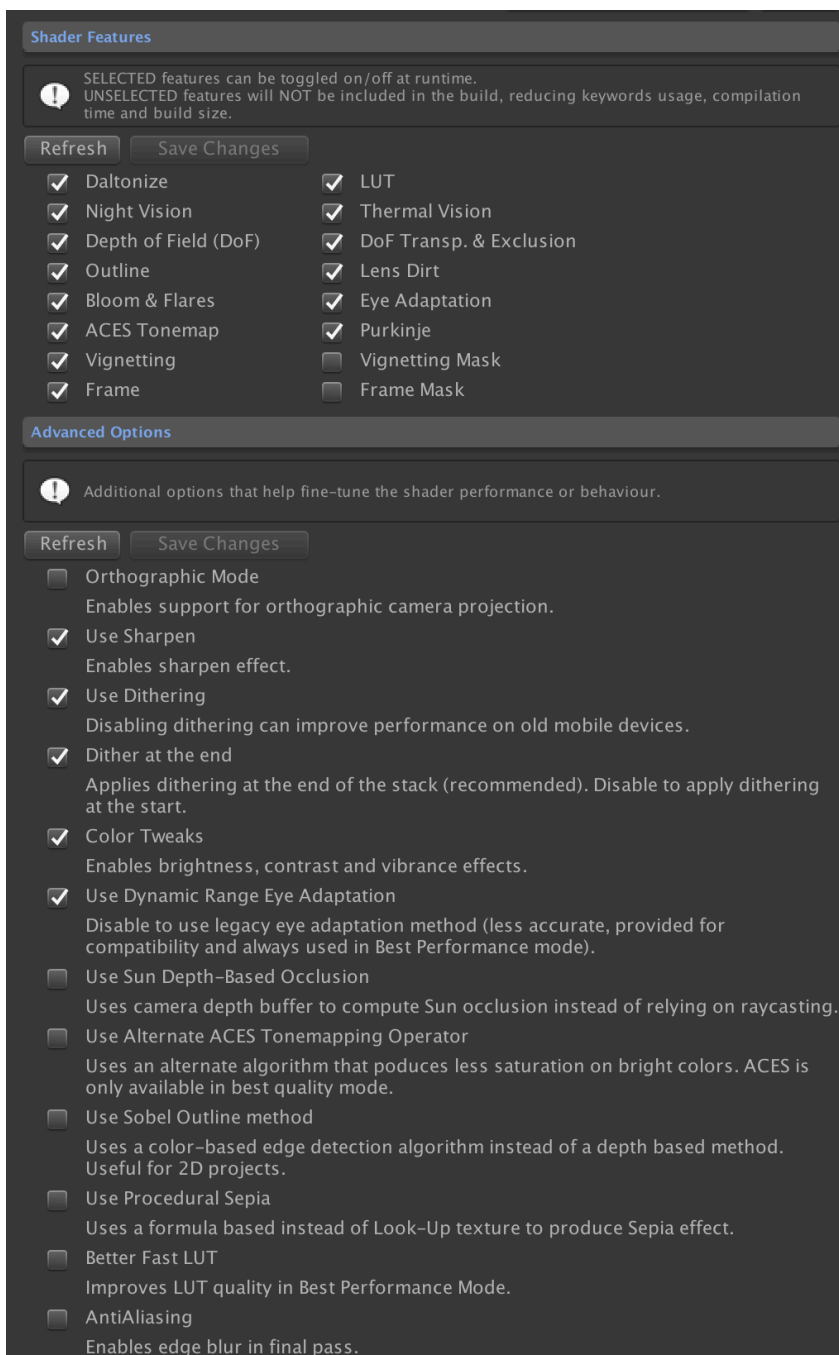 Shader Features
SELECTED features can be toggled on/off at runtime.
UNSELECTED features will NOT be included in the build, reducing keywords usage, compilation
time and build size.
Refresh Save Changes
Daltonize LUT
Night Vision Thermal Vision
Depth of Field (DoF) DoF Transp. & Exclusion
Outline Lens Dirt
Bloom & Flares Eye Adaptation
ACES Tonemap Purkinje
Vignetting Vignetting Mask
Frame Frame Mask
Advanced Options
Additional options that help fine-tune the shader performance or behaviour.
Refresh Save Changes
Orthographic Mode
Enables support for orthographic camera projection.
Use Sharpen
Enables sharpen effect.
Use Dithering
Disabling dithering can improve performance on old mobile devices.
Dither at the end
Applies dithering at the end of the stack (recommended). Disable to apply dithering
at the start.
Color Tweaks
Enables brightness, contrast and vibrance effects.
Use Dynamic Range Eye Adaptation
Disable to use legacy eye adaptation method (less accurate, provided for
compatibility and always used in Best Performance mode).
Use Sun Depth-Based Occlusion
Uses camera depth buffer to compute Sun occlusion instead of relying on raycasting.
Use Alternate ACES Tonemapping Operator
Uses an alternate algorithm that poduces less saturation on bright colors. ACES is
only available in best quality mode.
Use Sobel Outline method
Uses a color-based edge detection algorithm instead of a depth based method.
Useful for 2D projects.
Use Procedural Sepia
Uses a formula based instead of Look-Up texture to produce Sepia effect.
Better Fast LUT
Improves LUT quality in Best Performance Mode.
AntiAliasing
Enables edge blur in final pass.